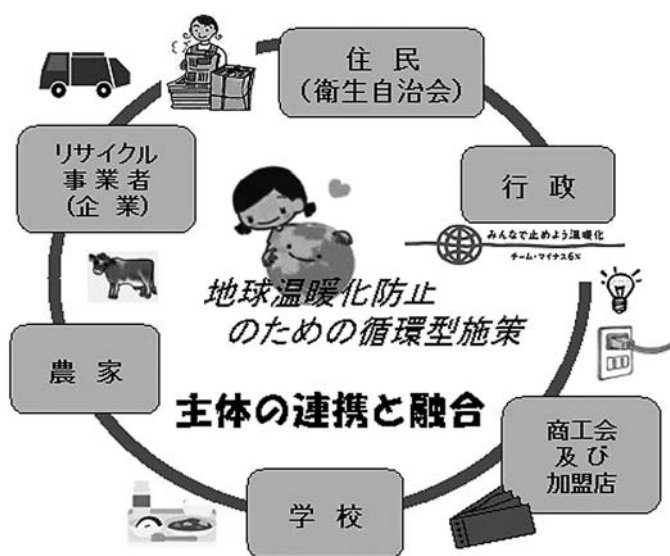 住民
（衛生自治会）
行政
みんなで止めよう温暖化
チーム・マイナス6%
リサイクル
事業者
（企業）
地球温暖化防止
のための循環型施策
農家
主体の連携と融合
商工会
及び
加盟店
学校